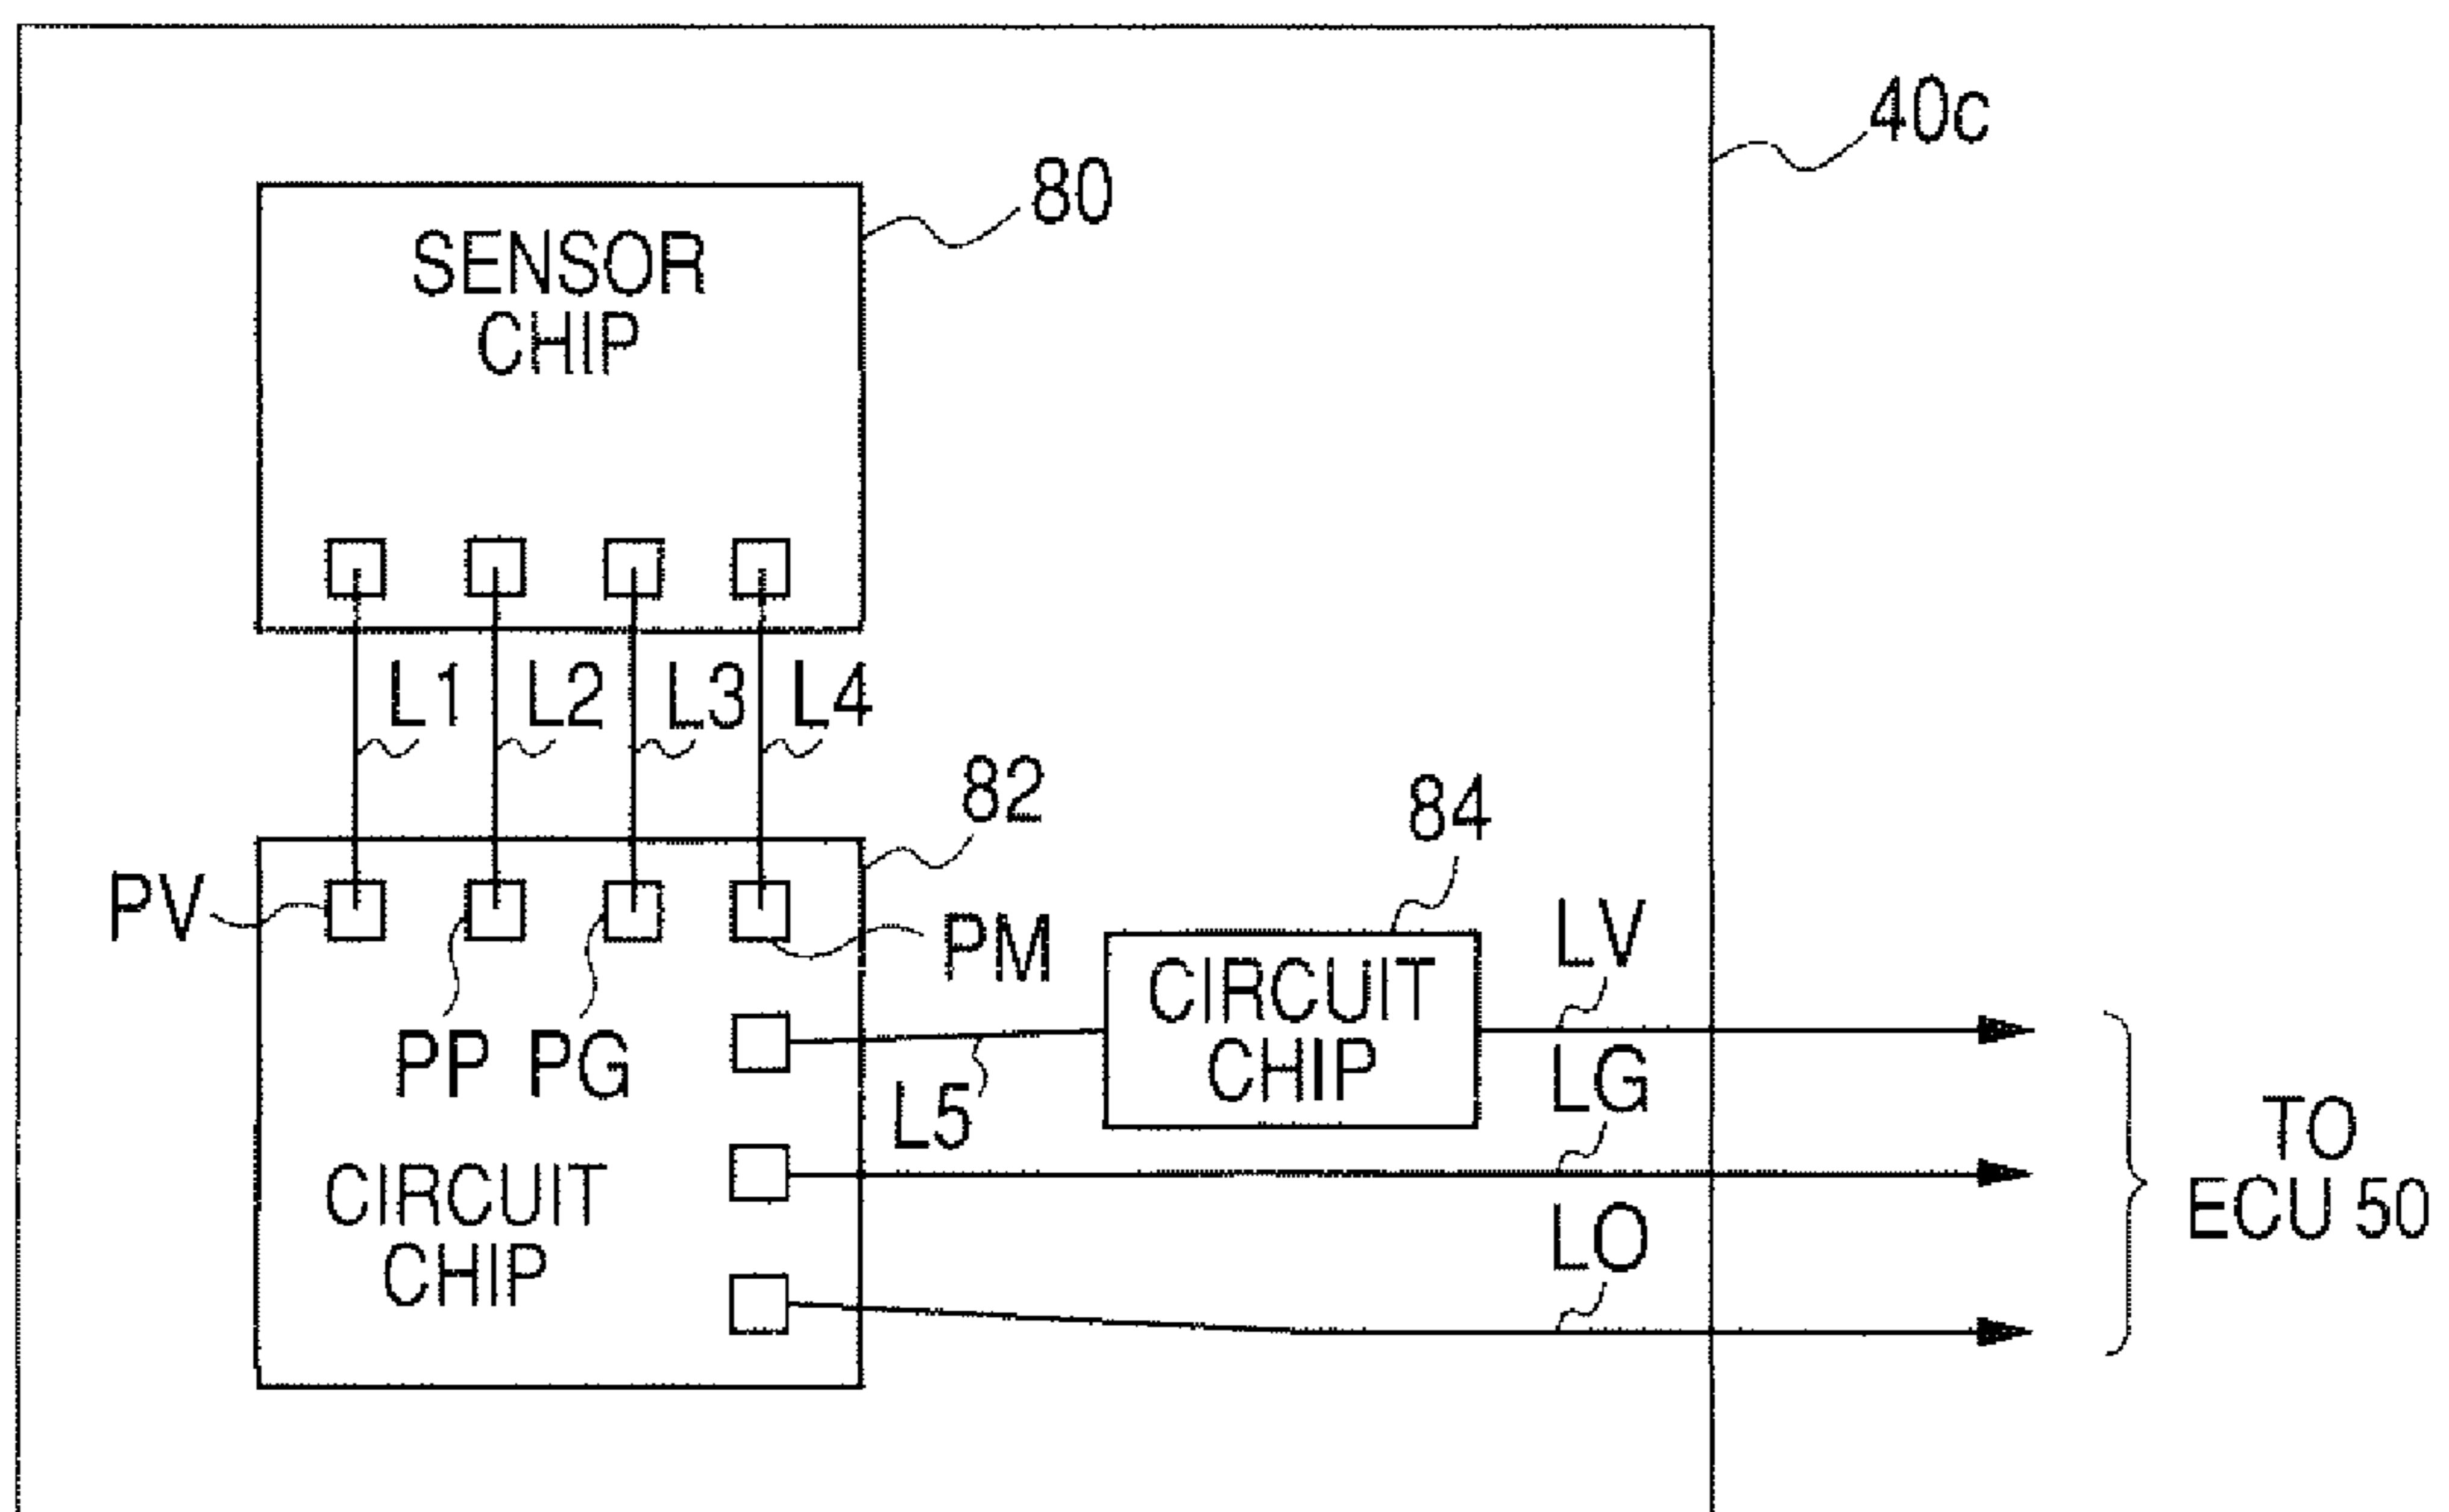 40c
80
SENSOR
CHIP
L1
L2
L3
L4
82
84
PV
PM
LV
CIRCUIT
CHIP
PP
PG
L5
LG
TO
ECU 50
CIRCUIT
CHIP
LO